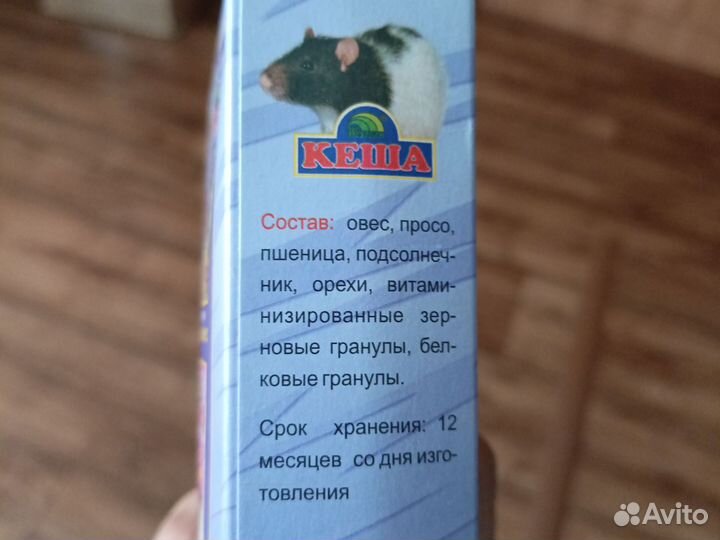 КЕША
Состав: овес, просо,
пшеница, подсолнеч-
ник, орехи, витами-
низированные зер-
новые гранулы, бел-
ковые гранулы.
Срок хранения: 12
месяцев со дня изго-
товления
Avito